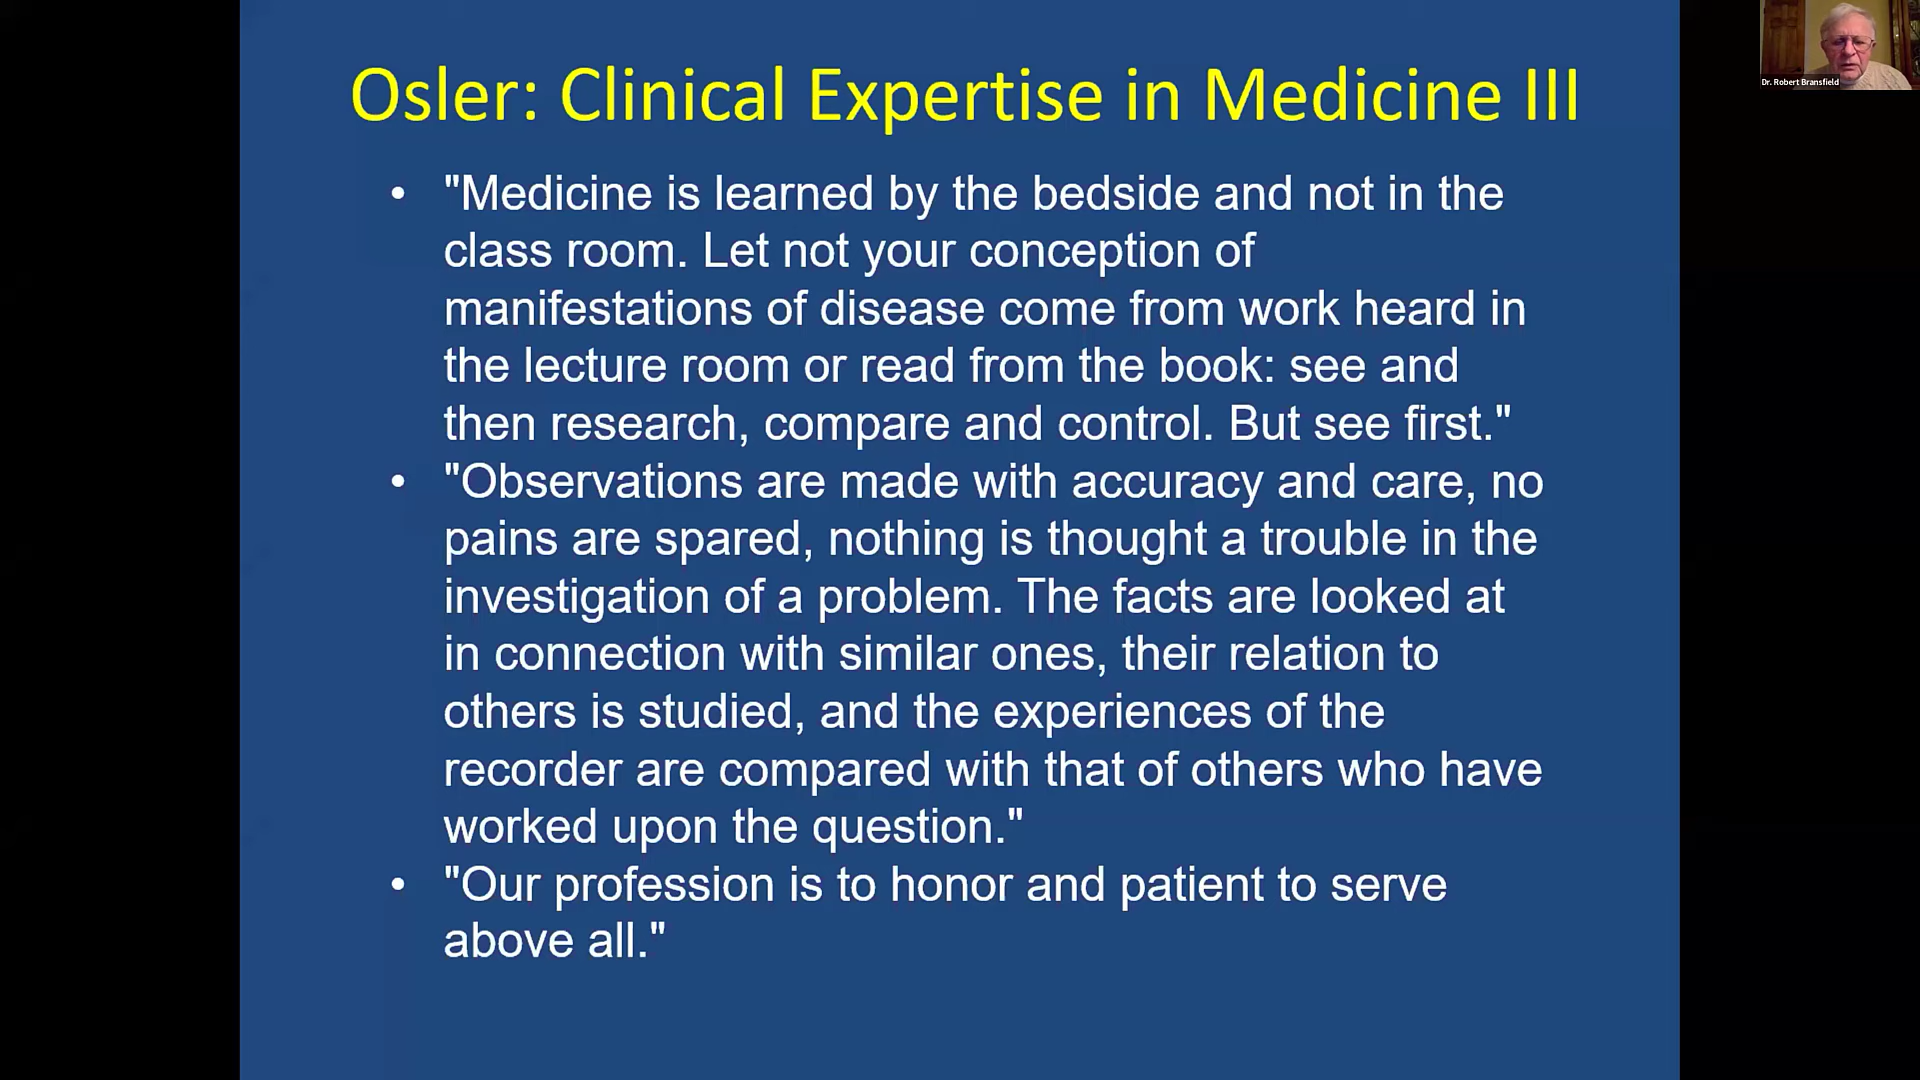 Osler: Clinical Expertise in Medicine III
• "Medicine is learned by the bedside and not in the
class room. Let not your conception of
manifestations of disease come from work heard in
the lecture room or read from the book: see and
then research, compare and control. But see first."
• "Observations are made with accuracy and care, no
pains are spared, nothing is thought a trouble in the
investigation of a problem. The facts are looked at
in connection with similar ones, their relation to
others is studied, and the experiences of the
recorder are compared with that of others who have
worked upon the question."
• "Our profession is to honor and patient to serve
above all."
Dr. Robert Bransfield